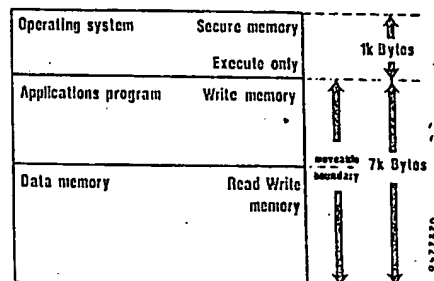 Operating system Secure memory
1k Bytes
Execute only
Applications program Write memory
moveable
boundary
7k Bytes
Data memory Read Write
memory